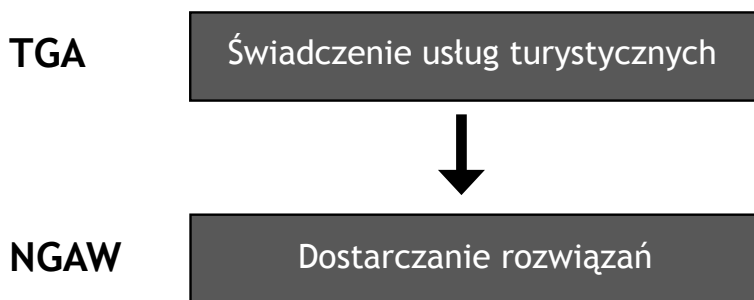 TGA
Świadczenie usług turystycznych
NGAW
Dostarczanie rozwiązań